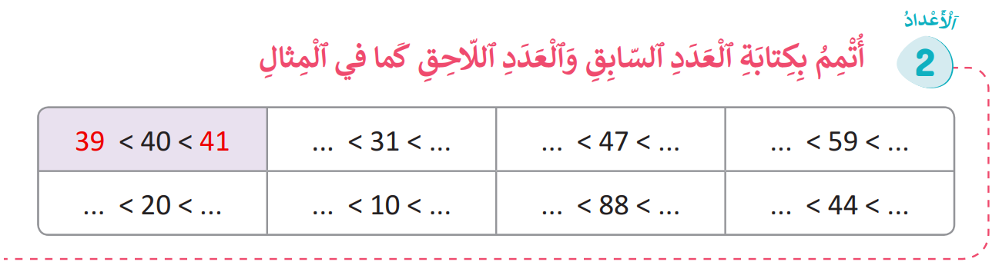 اَلْأَعْدادُ
2
أُتْمِمُ بِكِتابَةِ ٱلْعَدَدِ ٱلسّابِقِ وَٱلْعَدَدِ ٱللّاحِقِ كَما في ٱلْمِثالِ
39 < 40 < 41
... < 31 < ...
... < 47 < ...
... < 59 < ...
... < 20 < ...
... < 10 < ...
... < 88 < ...
... < 44 < ...